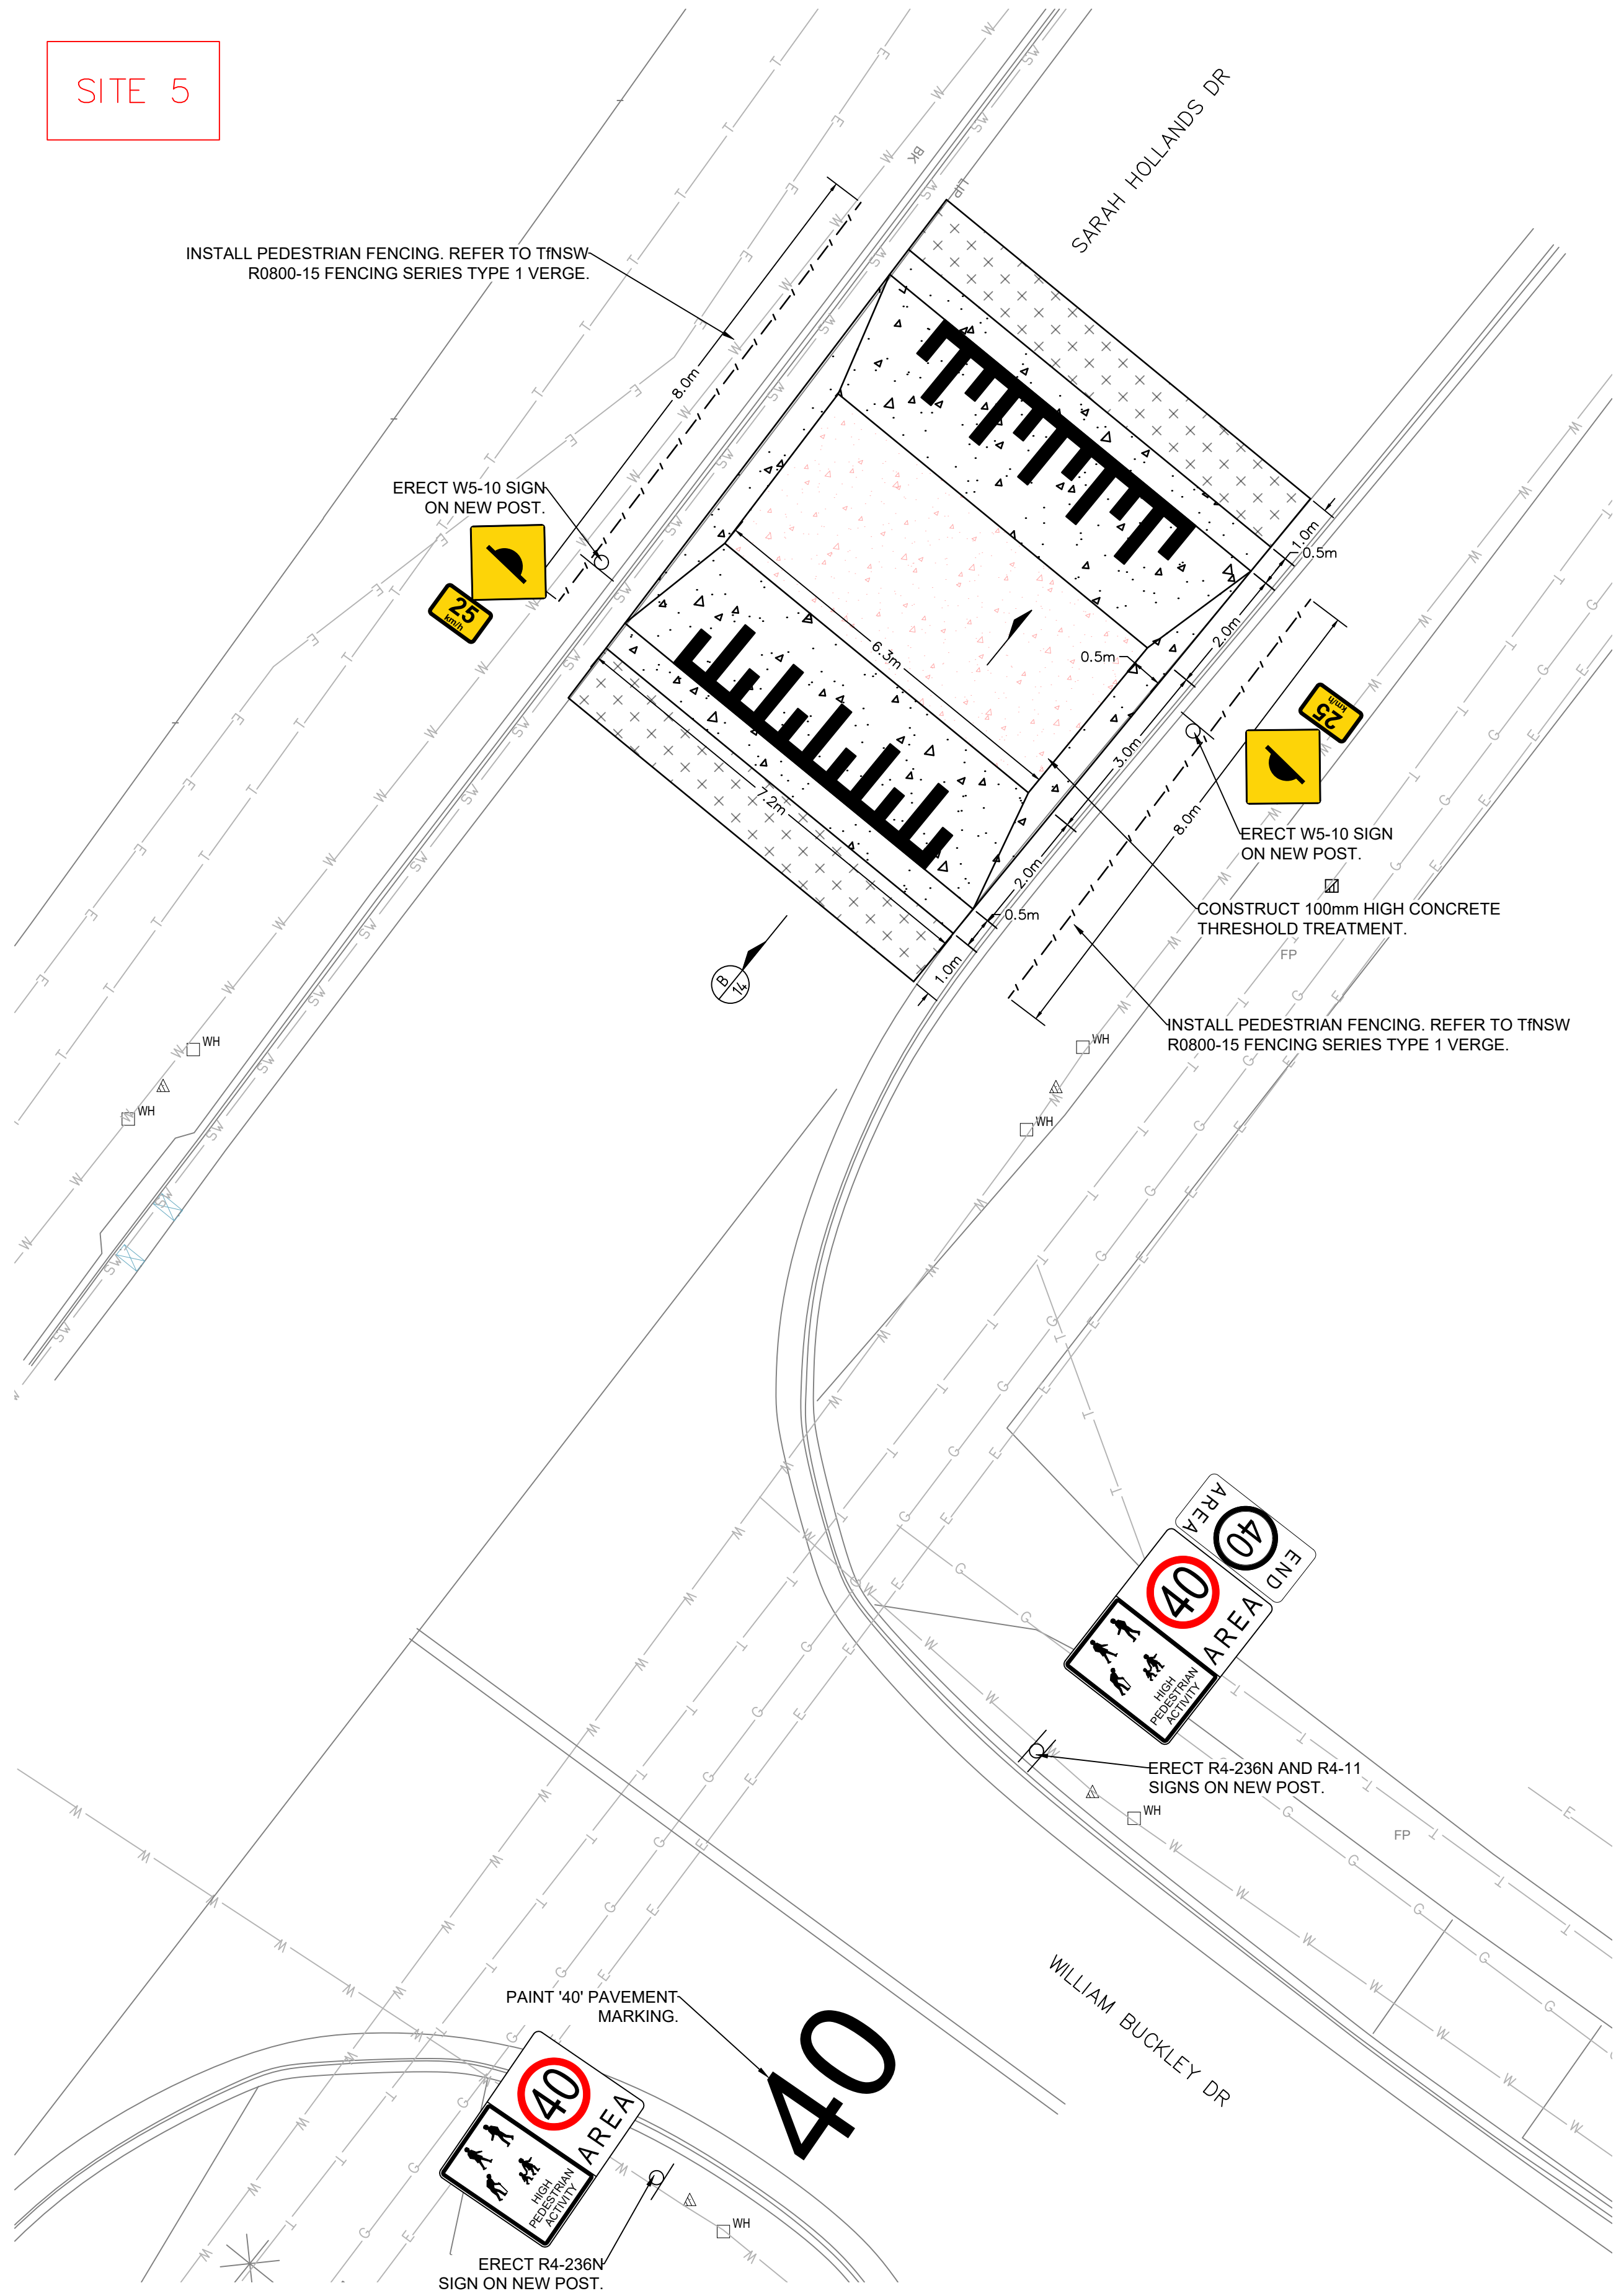 SITE 5
SARAH HOLLANDS DR
BK
LIP
INSTALL PEDESTRIAN FENCING. REFER TO TfNSW
R0800-15 FENCING SERIES TYPE 1 VERGE.
8.0m
ERECT W5-10 SIGN
ON NEW POST.
25
km/h
1.0m
0.5m
2.0m
0.5m
6.3m
3.0m
7.2m
2.0m
0.5m
1.0m
8.0m
25
km/h
ERECT W5-10 SIGN
ON NEW POST.
CONSTRUCT 100mm HIGH CONCRETE
THRESHOLD TREATMENT.
FP
B
14
INSTALL PEDESTRIAN FENCING. REFER TO TfNSW
R0800-15 FENCING SERIES TYPE 1 VERGE.
WH
WH
WH
WH
END
40
AREA
40
AREA
HIGH
PEDESTRIAN
ACTIVITY
ERECT R4-236N AND R4-11
SIGNS ON NEW POST.
WH
FP
WILLIAM BUCKLEY DR
PAINT '40' PAVEMENT
MARKING.
40
40
AREA
HIGH
PEDESTRIAN
ACTIVITY
WH
ERECT R4-236N
SIGN ON NEW POST.